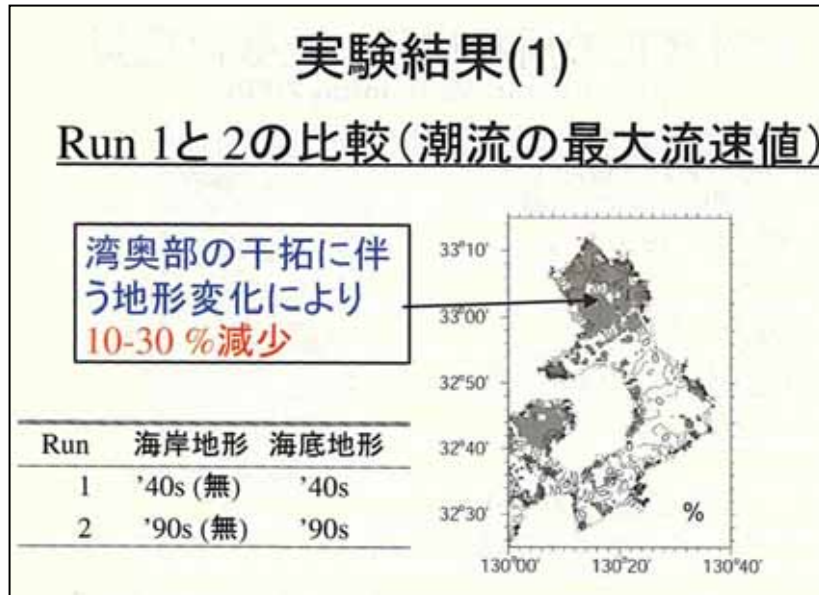 実験結果(1)
Run 1と2の比較(潮流の最大流速値)
湾奥部の干拓に伴
う地形変化により
10-30 %減少
Run 海岸地形 海底地形
1 '40s (無) '40s
2 '90s (無) '90s
33°10'
33°00'
32°50'
32°40'
32°30'
%
130°00' 130°20' 130°40'